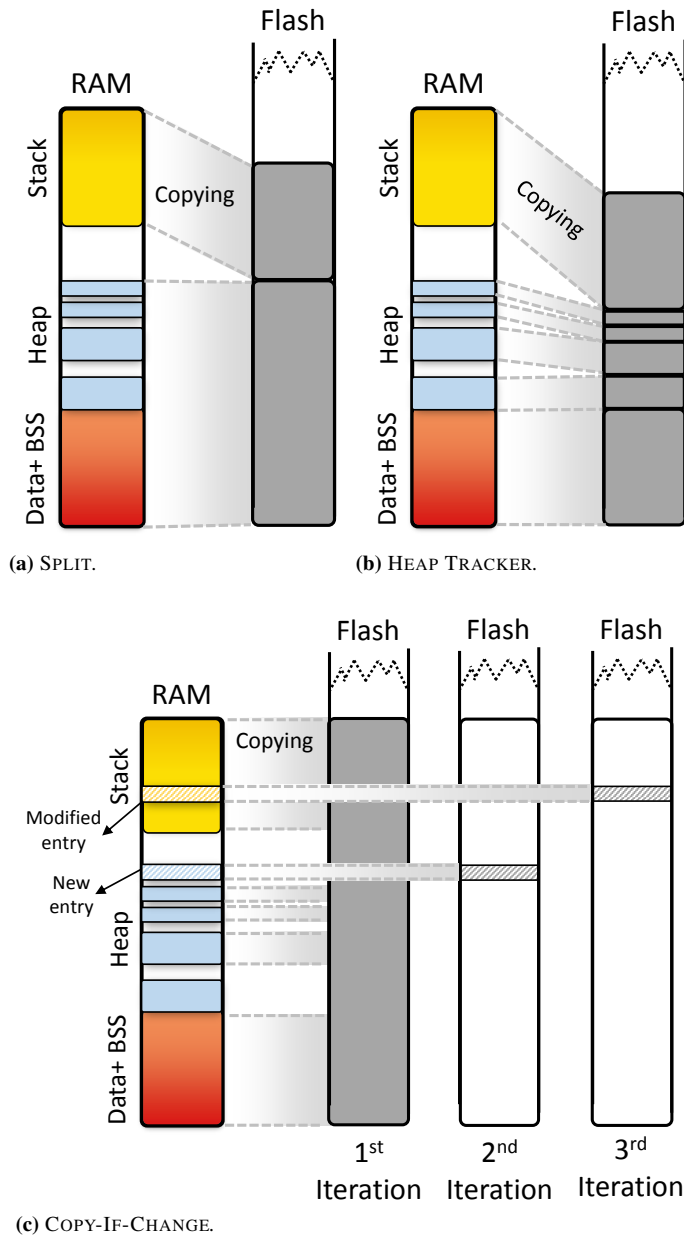 Flash
RAM
Stack
Copying
Heap
Data+ BSS
(a) SPLIT.
Flash
RAM
Stack
Copying
Heap
Data+ BSS
(b) HEAP TRACKER.
Flash
Flash
Flash
RAM
Copying
Stack
Modified
entry
New
entry
Heap
Data+ BSS
1st
Iteration
2nd
Iteration
3rd
Iteration
(c) COPY-IF-CHANGE.